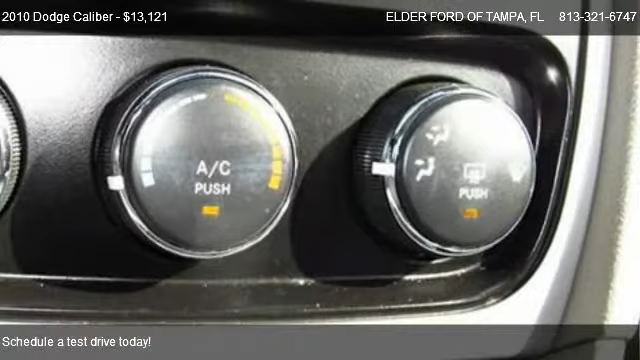 2010 Dodge Caliber - $13,121
ELDER FORD OF TAMPA, FL 813-321-6747
A/C
PUSH
PUSH
Schedule a test drive today!